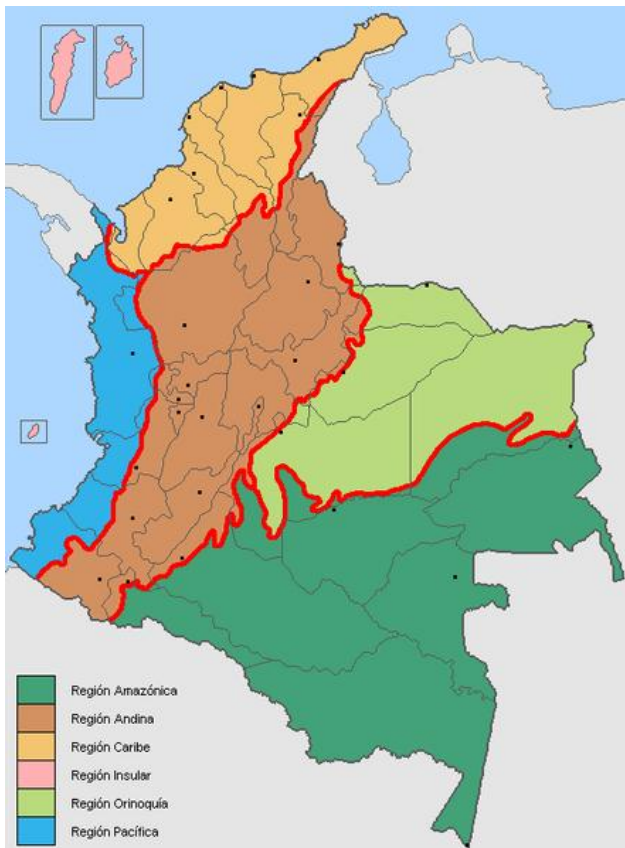 Región Amazónica
Región Andina
Región Caribe
Región Insular
Región Orinoquía
Región Pacífica